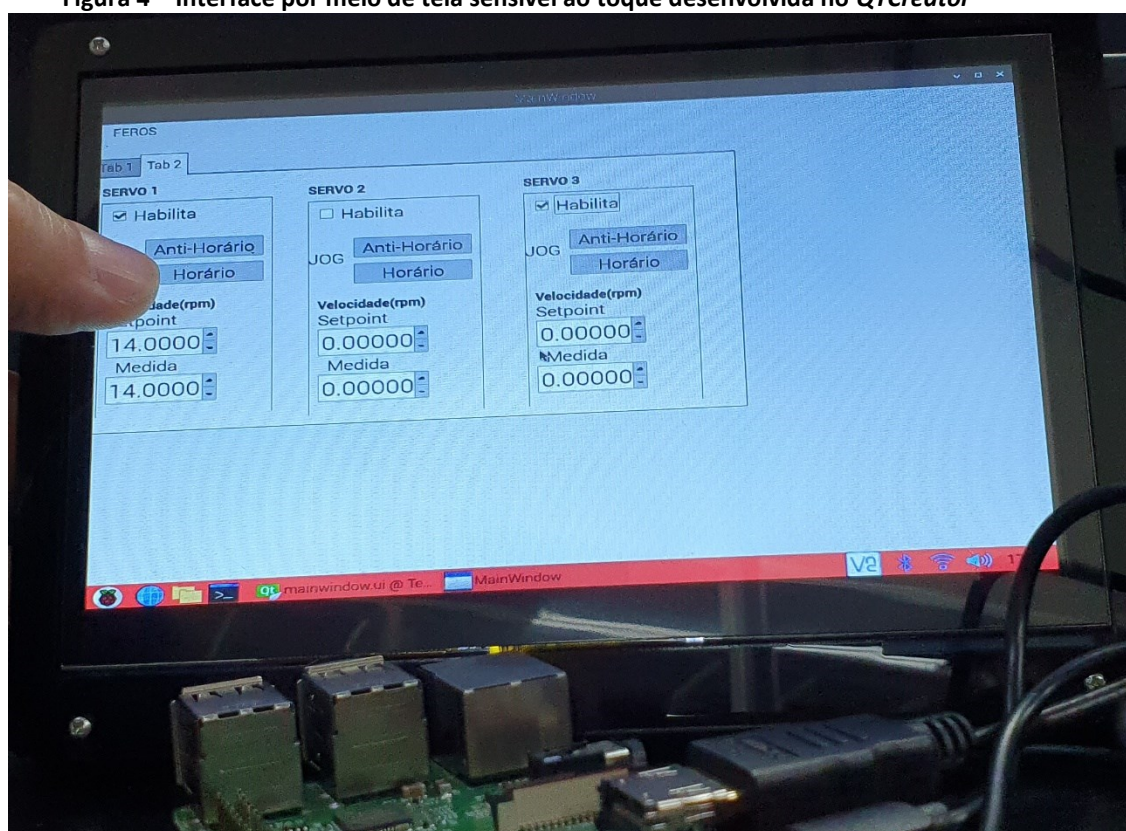 Figura 4 – Interface por meio de tela sensível ao toque desenvolvida no QTCreator
MainWindow
FEROS
Tab 1 Tab 2
SERVO 1
Habilita
Anti-Horário
Horário
Setpoint
14.0000
Medida
14.0000
SERVO 2
Habilita
JOG
Anti-Horário
Horário
Velocidade(rpm)
Setpoint
0.00000
Medida
0.00000
SERVO 3
Habilita
JOG
Anti-Horário
Horário
Velocidade(rpm)
Setpoint
0.00000
Medida
0.00000
mainwindow.ui @ Te... MainWindow
V2